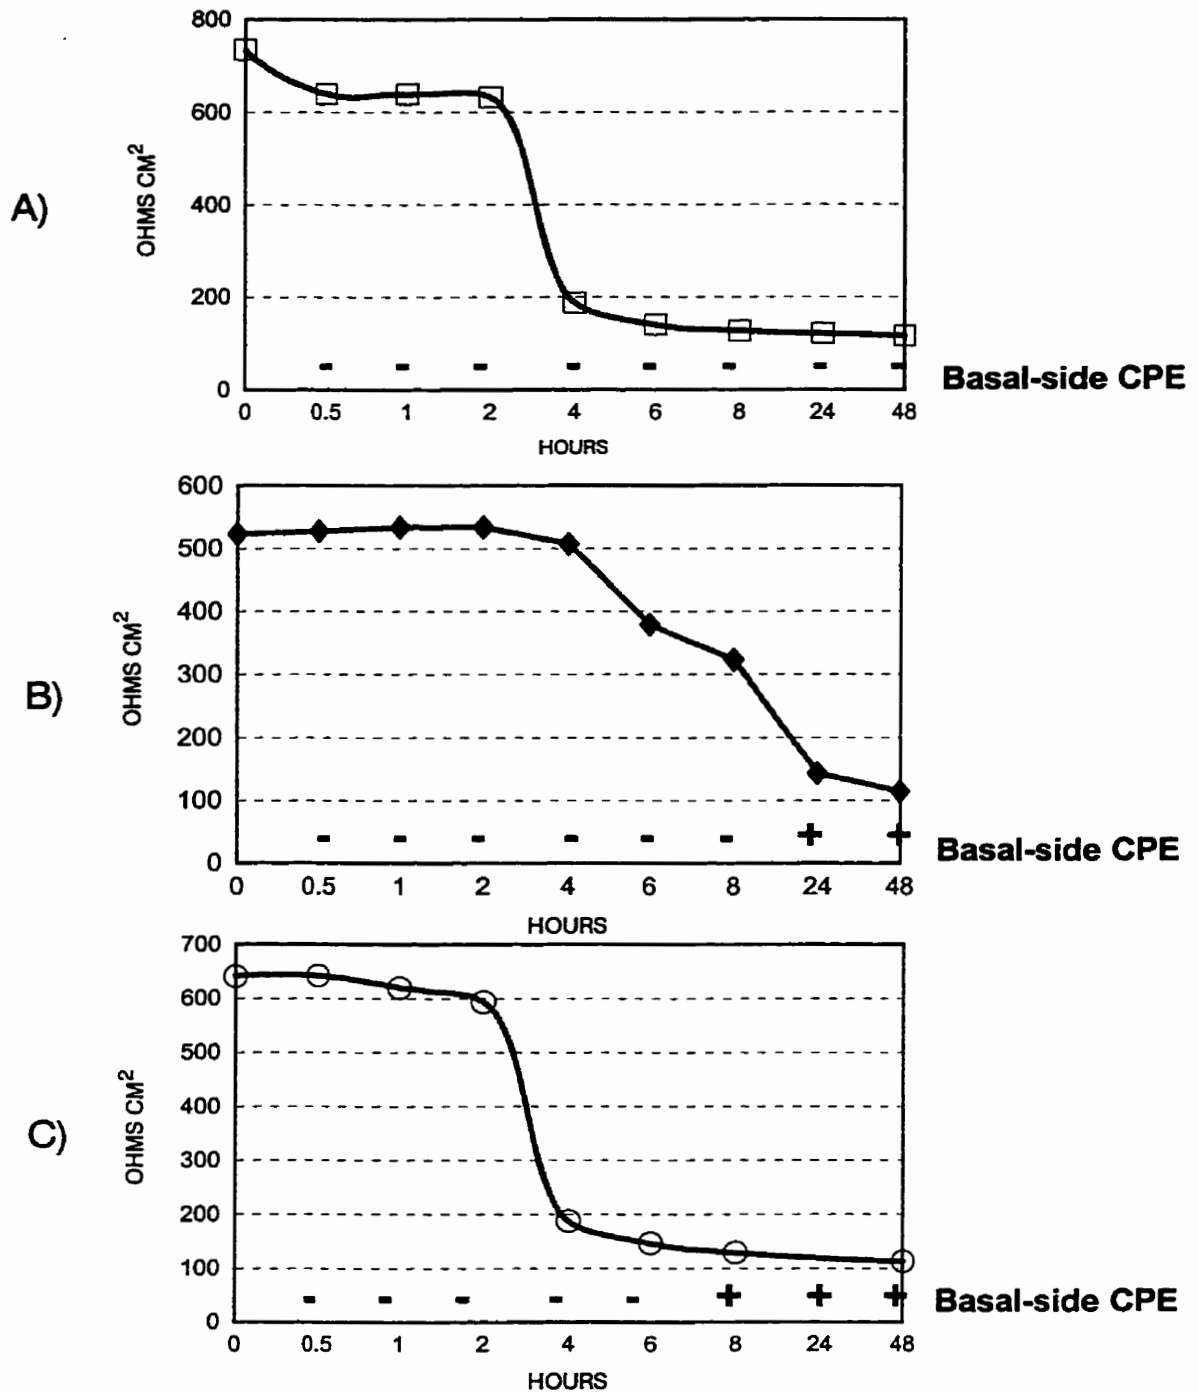 A)
OHMS CM²
800
600
400
200
0
- - - - - - - -
Basal-side CPE
0 0.5 1 2 4 6 8 24 48
HOURS
B)
OHMS CM²
600
500
400
300
200
100
0
- - - - - - + +
Basal-side CPE
0 0.5 1 2 4 6 8 24 48
HOURS
C)
OHMS CM²
700
600
500
400
300
200
100
0
- - - - - + + +
Basal-side CPE
0 0.5 1 2 4 6 8 24 48
HOURS